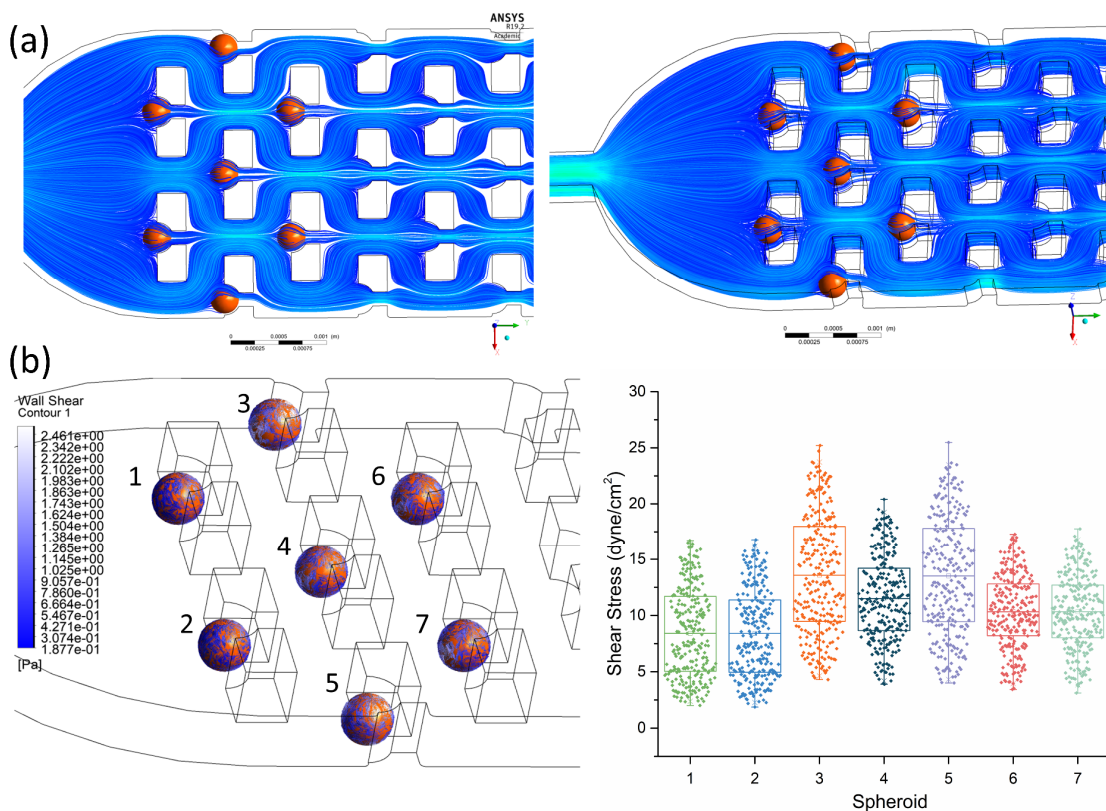 (a)
ANSYS
R19.2
Academic
0
0.0005
0.001 (m)
0.00025
0.00075
Z
Y
X
0
0.0005
0.001 (m)
0.00025
0.00075
Z
Y
X
(b)
Wall Shear
Contour 1
2.461e+00
2.342e+00
2.222e+00
2.102e+00
1.983e+00
1.863e+00
1.743e+00
1.624e+00
1.504e+00
1.384e+00
1.265e+00
1.145e+00
1.025e+00
9.057e-01
7.860e-01
6.664e-01
5.467e-01
4.271e-01
3.074e-01
1.877e-01
[Pa]
3
1
6
4
2
7
5
Shear Stress (dyne/cm²)
30
25
20
15
10
5
0
1 2 3 4 5 6 7
Spheroid